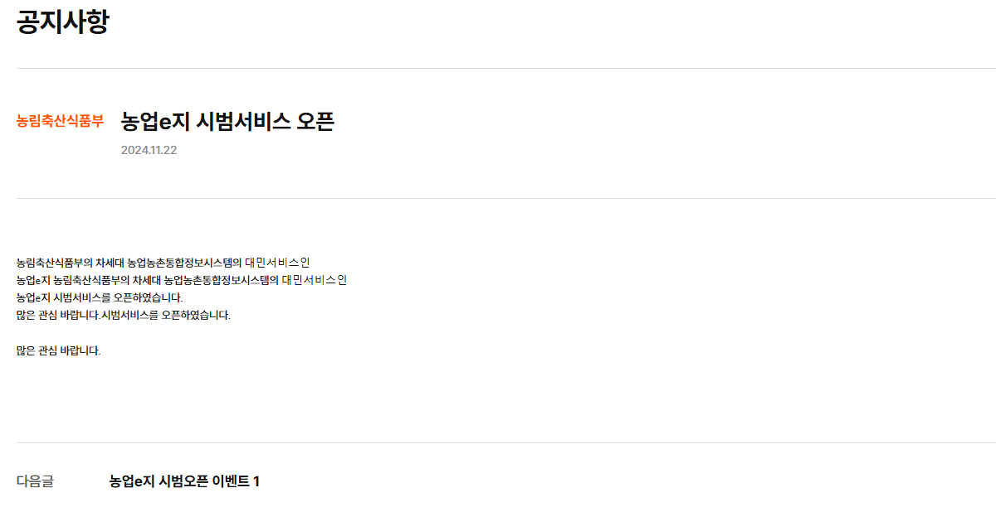 공지사항
농림축산식품부 농업e지 시범서비스 오픈
2024.11.22
농림축산식품부의 차세대 농업농촌통합정보시스템의 대민서비스인
농업e지 농림축산식품부의 차세대 농업농촌통합정보시스템의 대민서비스인
농업e지 시범서비스를 오픈하였습니다.
많은 관심 바랍니다.시범서비스를 오픈하였습니다.
많은 관심 바랍니다.
다음글 농업e지 시범오픈 이벤트 1